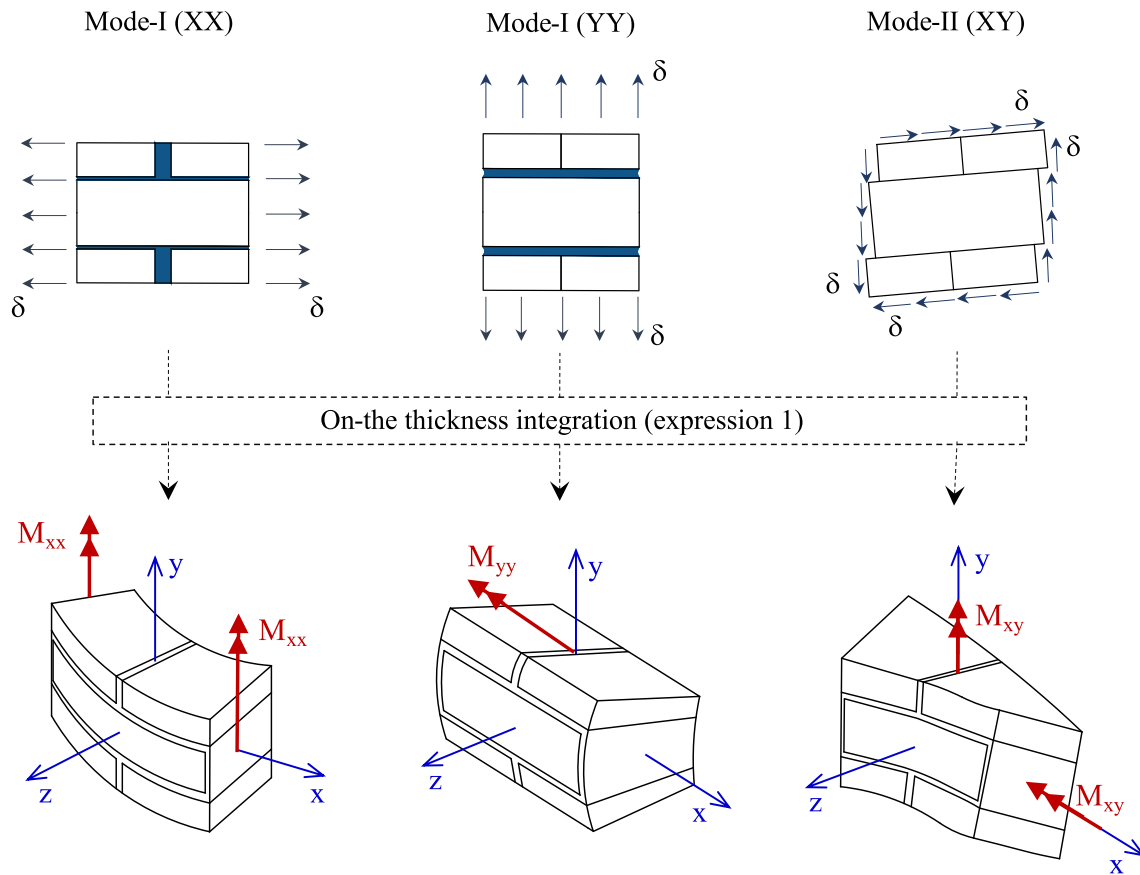 Mode-I (XX)
Mode-I (YY)
Mode-II (XY)
δ
δ
δ
δ
δ
δ
δ
δ
On-the thickness integration (expression 1)
Mxx
y
Mxx
z
x
Myy
y
z
x
y
Mxy
z
Mxy
x